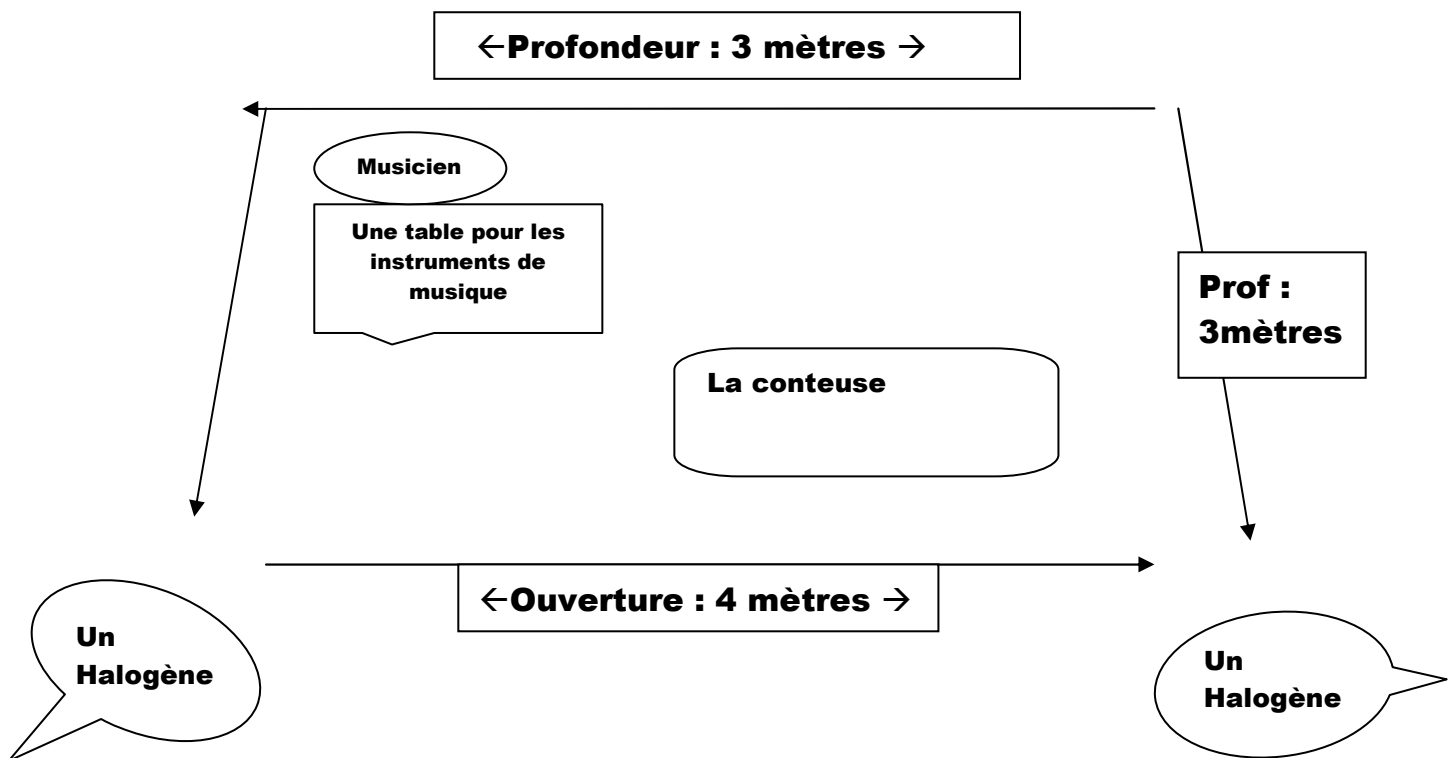 ←Profondeur : 3 mètres →
Musicien
Une table pour les
instruments de
musique
Prof :
3mètres
La conteuse
←Ouverture : 4 mètres →
Un
Halogène
Un
Halogène